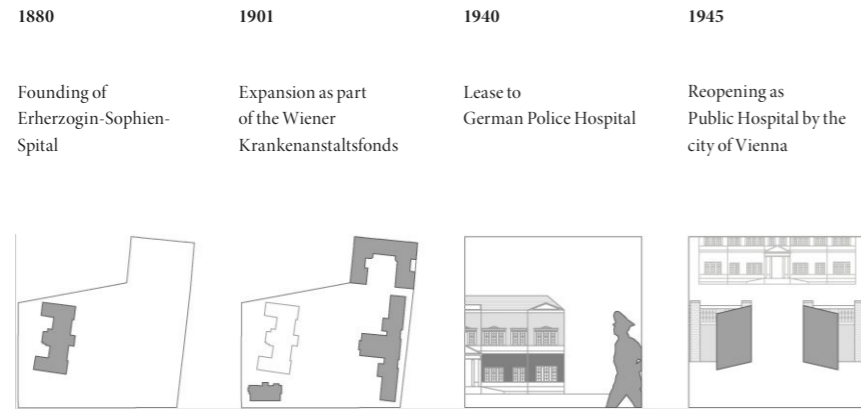 1880
Founding of
Erherzogin-Sophien-
Spital
1901
Expansion as part
of the Wiener
Krankenanstaltsfonds
1940
Lease to
German Police Hospital
1945
Reopening as
Public Hospital by the
city of Vienna